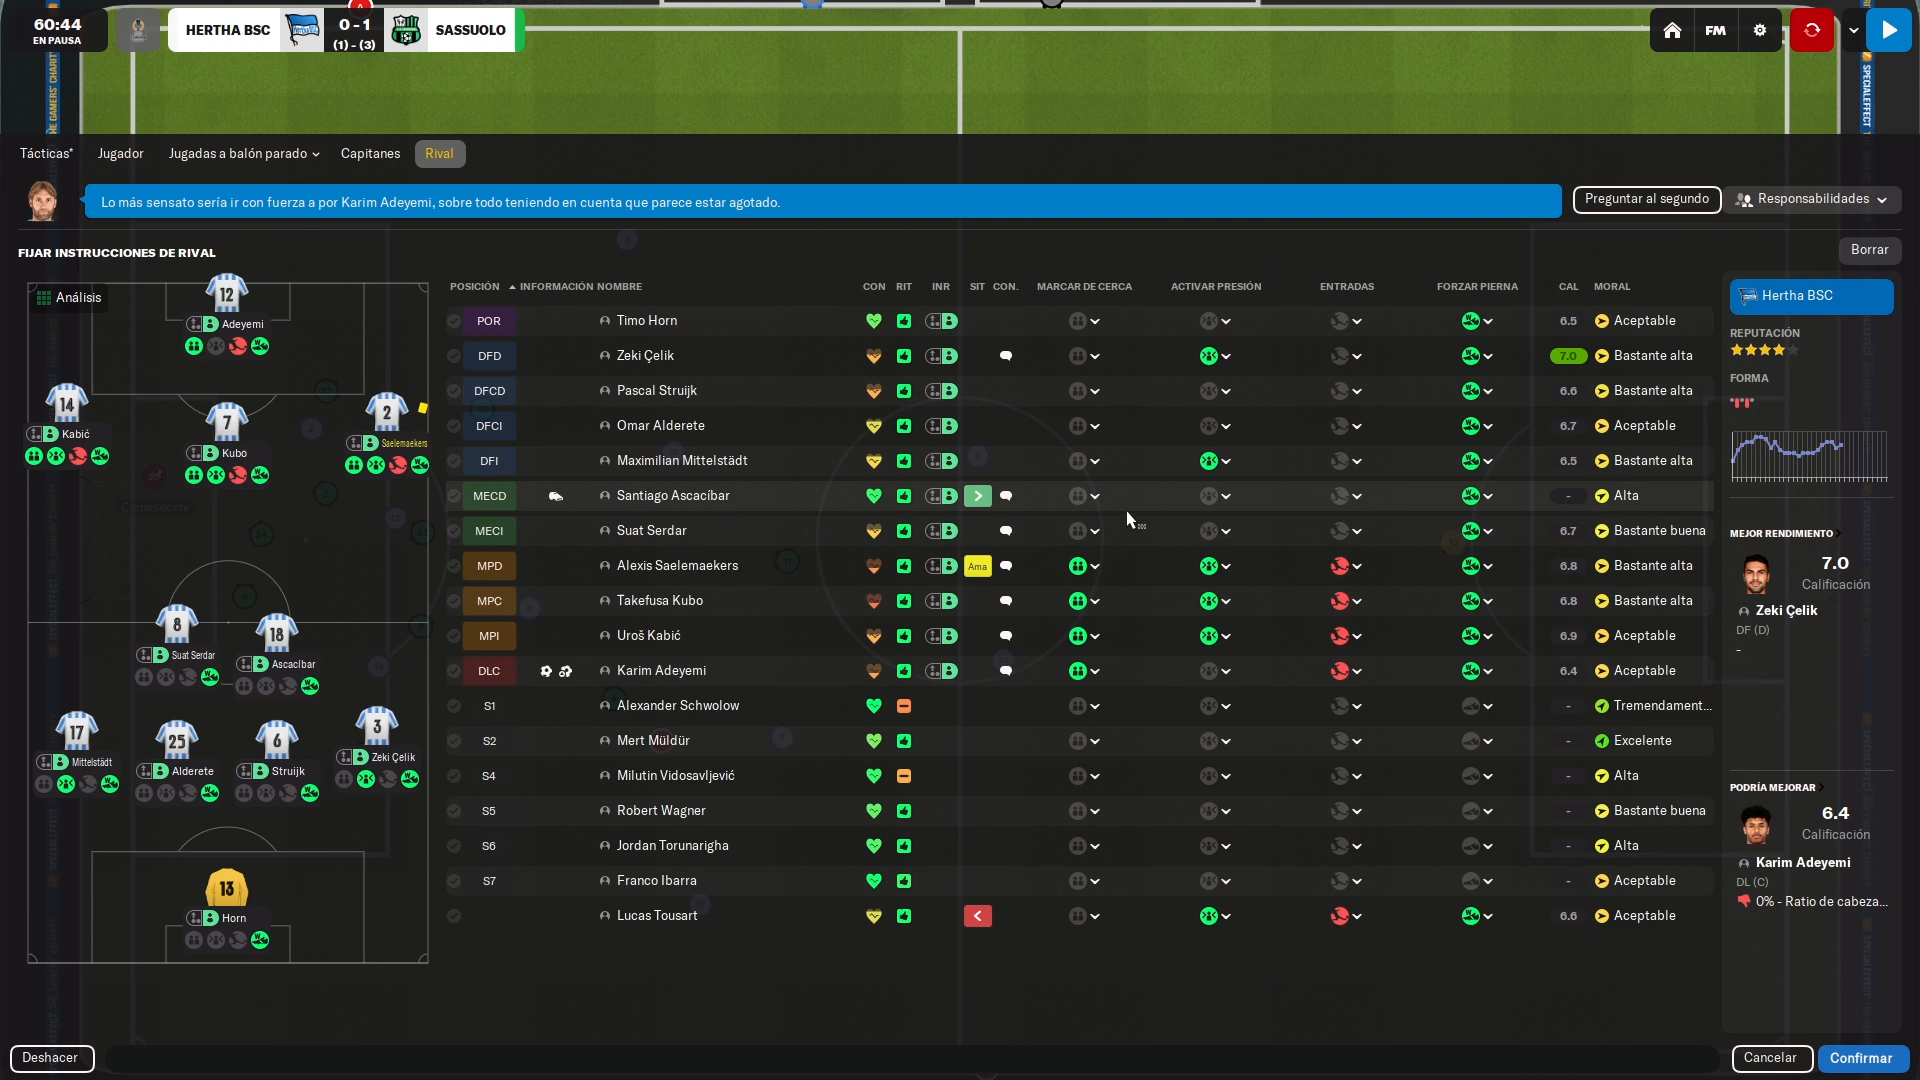 60:44
EN PAUSA
HERTHA BSC
0 - 1
(1) - (3)
SASSUOLO
FM
THE GAMERS' CHARIT
SPECIALEFFECT
Tácticas*
Jugador
Jugadas a balón parado
Capitanes
Rival
Lo más sensato sería ir con fuerza a por Karim Adeyemi, sobre todo teniendo en cuenta que parece estar agotado.
Preguntar al segundo
Responsabilidades
FIJAR INSTRUCCIONES DE RIVAL
Borrar
Análisis
12
Adeyemi
14
Kabić
7
Kubo
2
Saelemaekers
8
Suat Serdar
18
Ascacíbar
17
Mittelstädt
25
Alderete
6
Struijk
3
Zeki Çelik
13
Horn
POSICIÓN INFORMACIÓN NOMBRE CON RIT INR SIT CON. MARCAR DE CERCA ACTIVAR PRESIÓN ENTRADAS FORZAR PIERNA CAL MORAL
POR Timo Horn 6.5 Aceptable
DFD Zeki Çelik 7.0 Bastante alta
DFCD Pascal Struijk 6.6 Bastante alta
DFCI Omar Alderete 6.7 Aceptable
DFI Maximilian Mittelstädt 6.5 Bastante alta
MECD Santiago Ascacíbar - Alta
MECI Suat Serdar 6.7 Bastante buena
MPD Alexis Saelemaekers Ama 6.8 Bastante alta
MPC Takefusa Kubo 6.8 Bastante alta
MPI Uroš Kabić 6.9 Aceptable
DLC Karim Adeyemi 6.4 Aceptable
S1 Alexander Schwolow - Tremendament...
S2 Mert Müldür - Excelente
S4 Milutin Vidosavljević - Alta
S5 Robert Wagner - Bastante buena
S6 Jordan Torunarigha - Alta
S7 Franco Ibarra - Aceptable
Lucas Tousart 6.6 Aceptable
Hertha BSC
REPUTACIÓN
FORMA
MEJOR RENDIMIENTO
7.0
Calificación
Zeki Çelik
DF (D)
-
PODRÍA MEJORAR
6.4
Calificación
Karim Adeyemi
DL (C)
0% - Ratio de cabeza...
Deshacer
Cancelar
Confirmar